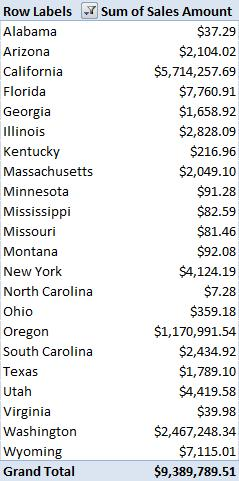 Row Labels Sum of Sales Amount
Alabama $37.29
Arizona $2,104.02
California $5,714,257.69
Florida $7,760.91
Georgia $1,658.92
Illinois $2,828.09
Kentucky $216.96
Massachusetts $2,049.10
Minnesota $91.28
Mississippi $82.59
Missouri $81.46
Montana $92.08
New York $4,124.19
North Carolina $7.28
Ohio $359.18
Oregon $1,170,991.54
South Carolina $2,434.92
Texas $1,789.10
Utah $4,419.58
Virginia $39.98
Washington $2,467,248.34
Wyoming $7,115.01
Grand Total $9,389,789.51